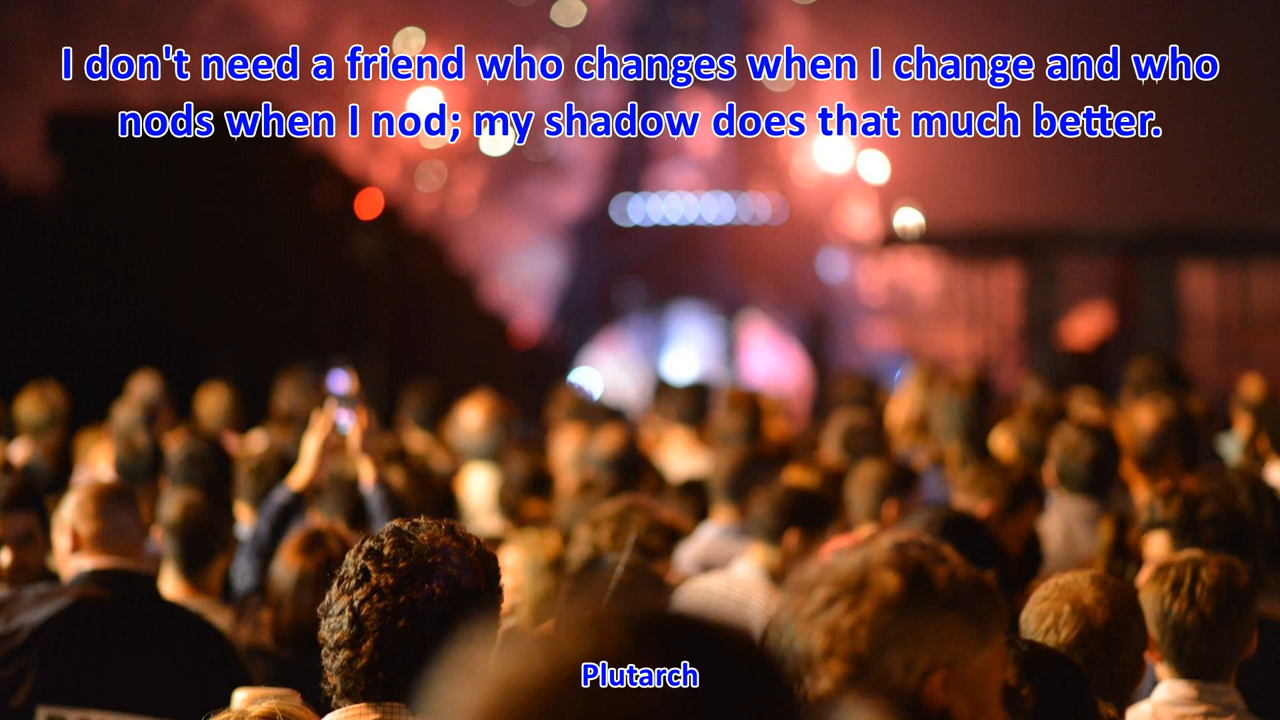 I don't need a friend who changes when I change and who
nods when I nod; my shadow does that much better.
Plutarch